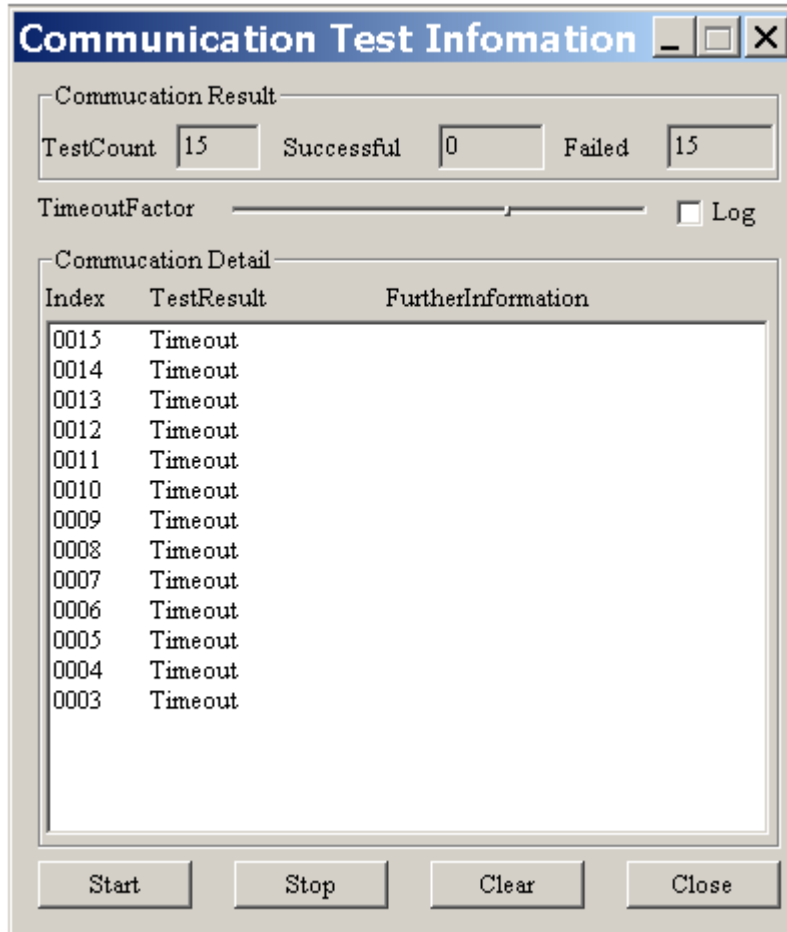 Communication Test Infomation
Commucation Result
TestCount 15 Successful 0 Failed 15
TimeoutFactor Log
Commucation Detail
Index TestResult FurtherInformation
0015 Timeout
0014 Timeout
0013 Timeout
0012 Timeout
0011 Timeout
0010 Timeout
0009 Timeout
0008 Timeout
0007 Timeout
0006 Timeout
0005 Timeout
0004 Timeout
0003 Timeout
Start Stop Clear Close